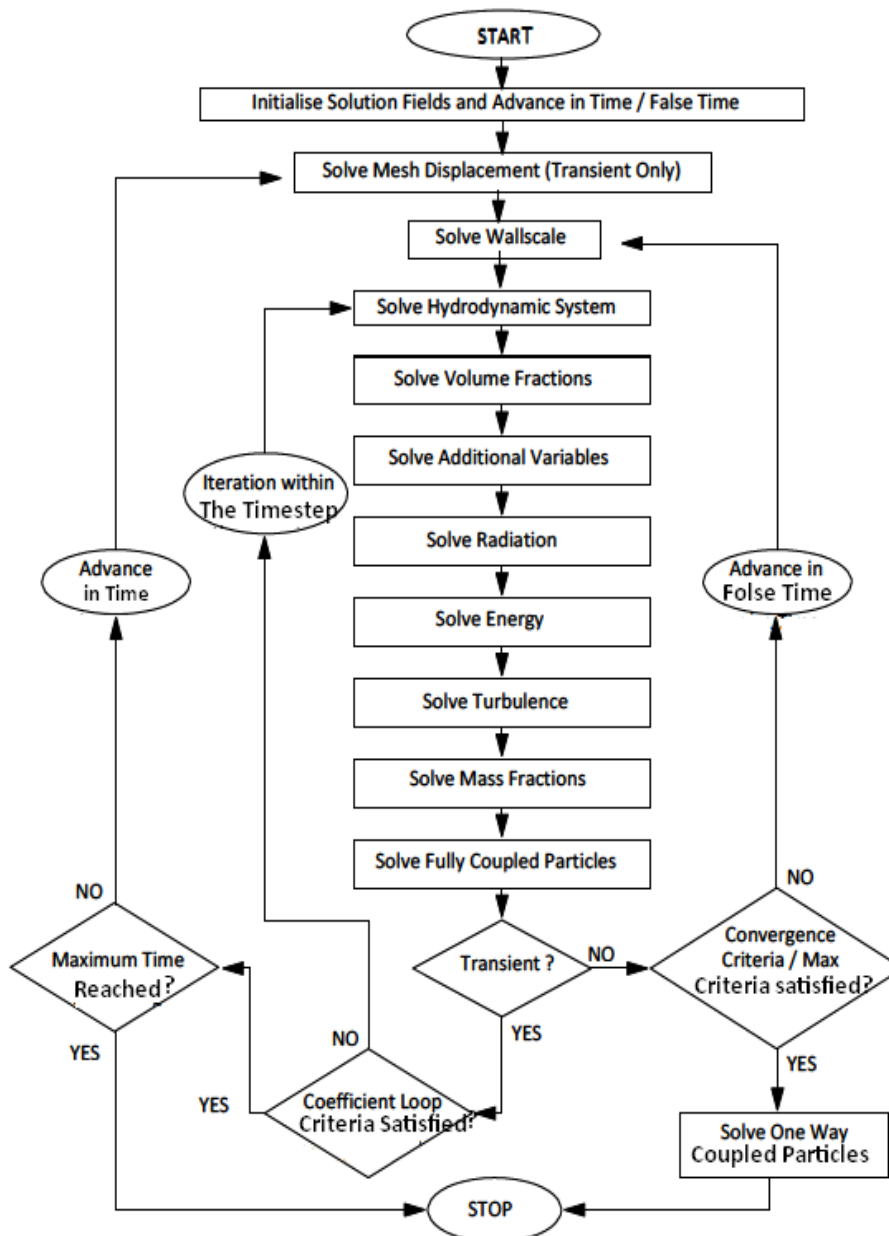 START
Initialise Solution Fields and Advance in Time / False Time
Solve Mesh Displacement (Transient Only)
Solve Wallscale
Solve Hydrodynamic System
Solve Volume Fractions
Solve Additional Variables
Iteration within
The Timestep
Solve Radiation
Advance
in Time
Advance in
Folse Time
Solve Energy
Solve Turbulence
Solve Mass Fractions
Solve Fully Coupled Particles
NO
NO
Maximum Time
Reached?
Transient ?
NO
Convergence
Criteria / Max
Criteria satisfied?
YES
NO
YES
YES
YES
Coefficient Loop
Criteria Satisfied?
Solve One Way
Coupled Particles
STOP